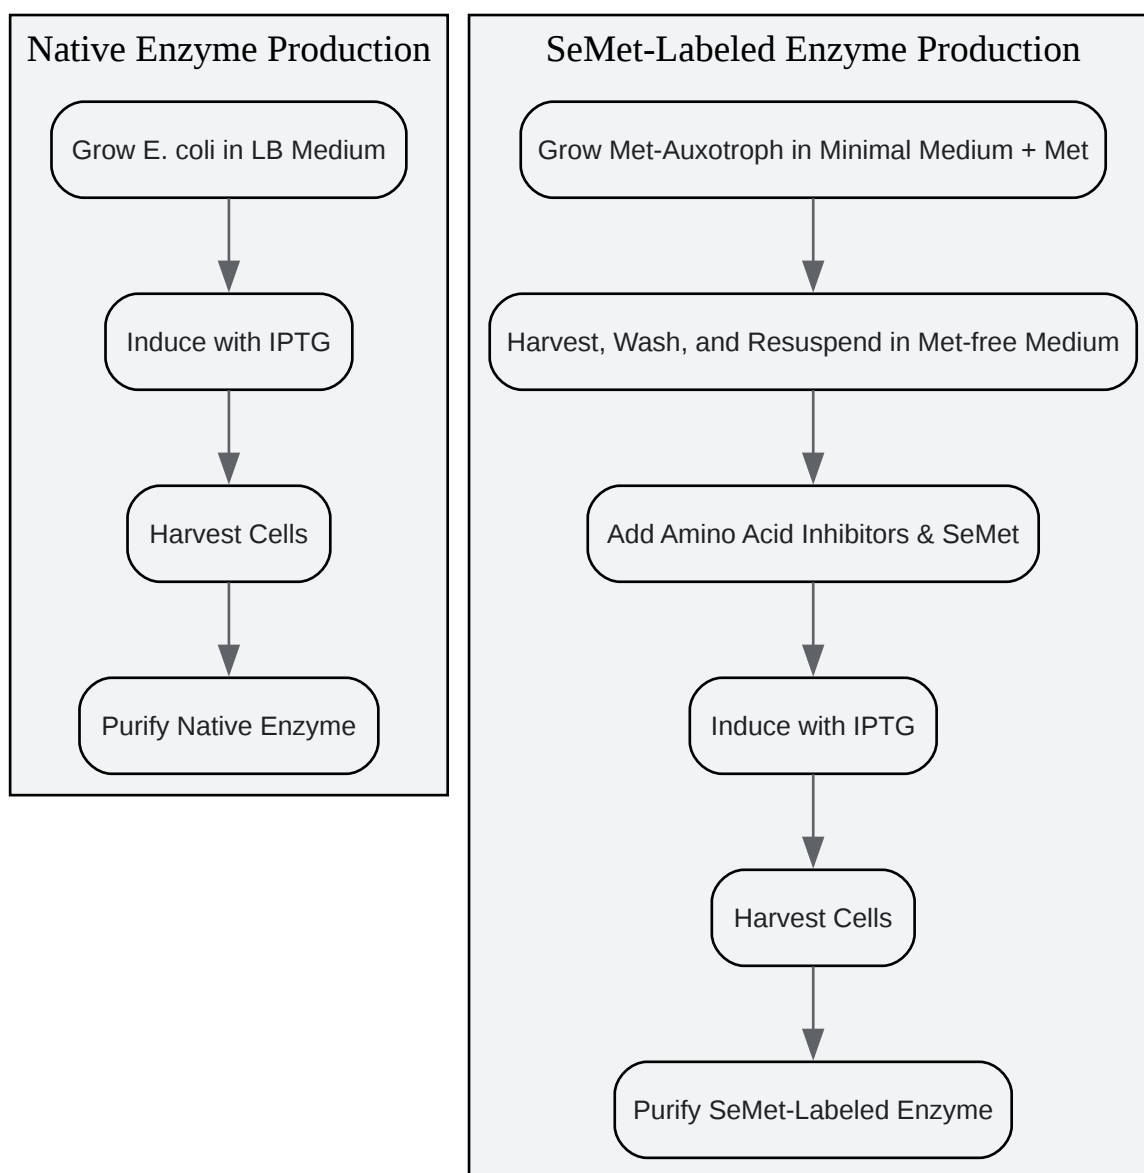 Native Enzyme Production
Grow E. coli in LB Medium
Induce with IPTG
Harvest Cells
Purify Native Enzyme
SeMet-Labeled Enzyme Production
Grow Met-Auxotroph in Minimal Medium + Met
Harvest, Wash, and Resuspend in Met-free Medium
Add Amino Acid Inhibitors & SeMet
Induce with IPTG
Harvest Cells
Purify SeMet-Labeled Enzyme